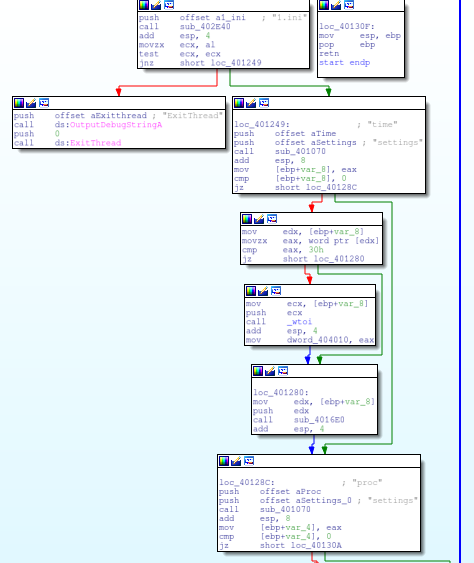 push    offset a1_ini   ; "1.ini"
call    sub_402E40
add     esp, 4
movzx   ecx, al
test    ecx, ecx
jnz     short loc_401249
loc_40130F:
mov     esp, ebp
pop     ebp
retn
start endp
push    offset aExitthread ; "ExitThread"
call    ds:OutputDebugStringA
push    0
call    ds:ExitThread
loc_401249:             ; "time"
push    offset aTime
push    offset aSettings ; "settings"
call    sub_401070
add     esp, 8
mov     [ebp+var_8], eax
cmp     [ebp+var_8], 0
jz      short loc_40128C
mov     edx, [ebp+var_8]
movzx   eax, word ptr [edx]
cmp     eax, 30h
jz      short loc_401280
mov     ecx, [ebp+var_8]
push    ecx
call    _wtoi
add     esp, 4
mov     dword_404010, eax
loc_401280:
mov     edx, [ebp+var_8]
push    edx
call    sub_4016E0
add     esp, 4
loc_40128C:             ; "proc"
push    offset aProc
push    offset aSettings_0 ; "settings"
call    sub_401070
add     esp, 8
mov     [ebp+var_4], eax
cmp     [ebp+var_4], 0
jz      short loc_40130A